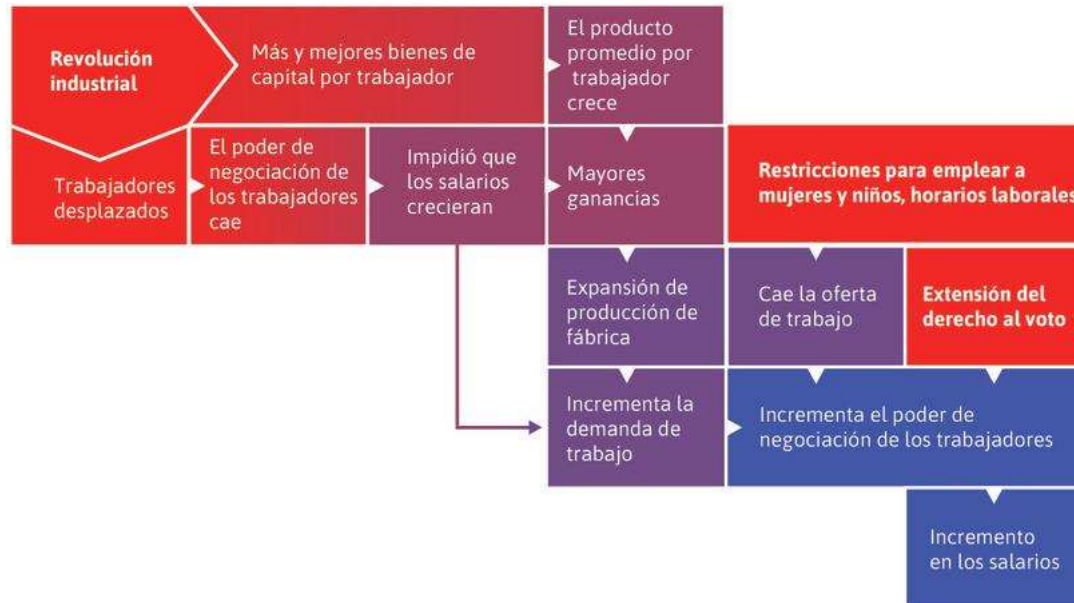 Revolución
industrial
Más y mejores bienes de
capital por trabajador
El producto
promedio por
trabajador
crece
Trabajadores
desplazados
El poder de
negociación de
los trabajadores
cae
Impidió que
los salarios
crecieran
Mayores
ganancias
Restricciones para emplear a
mujeres y niños, horarios laborales
Expansión de
producción de
fábrica
Cae la oferta
de trabajo
Extensión del
derecho al voto
Incrementa la
demanda de
trabajo
Incrementa el poder de
negociación de los trabajadores
Incremento
en los salarios